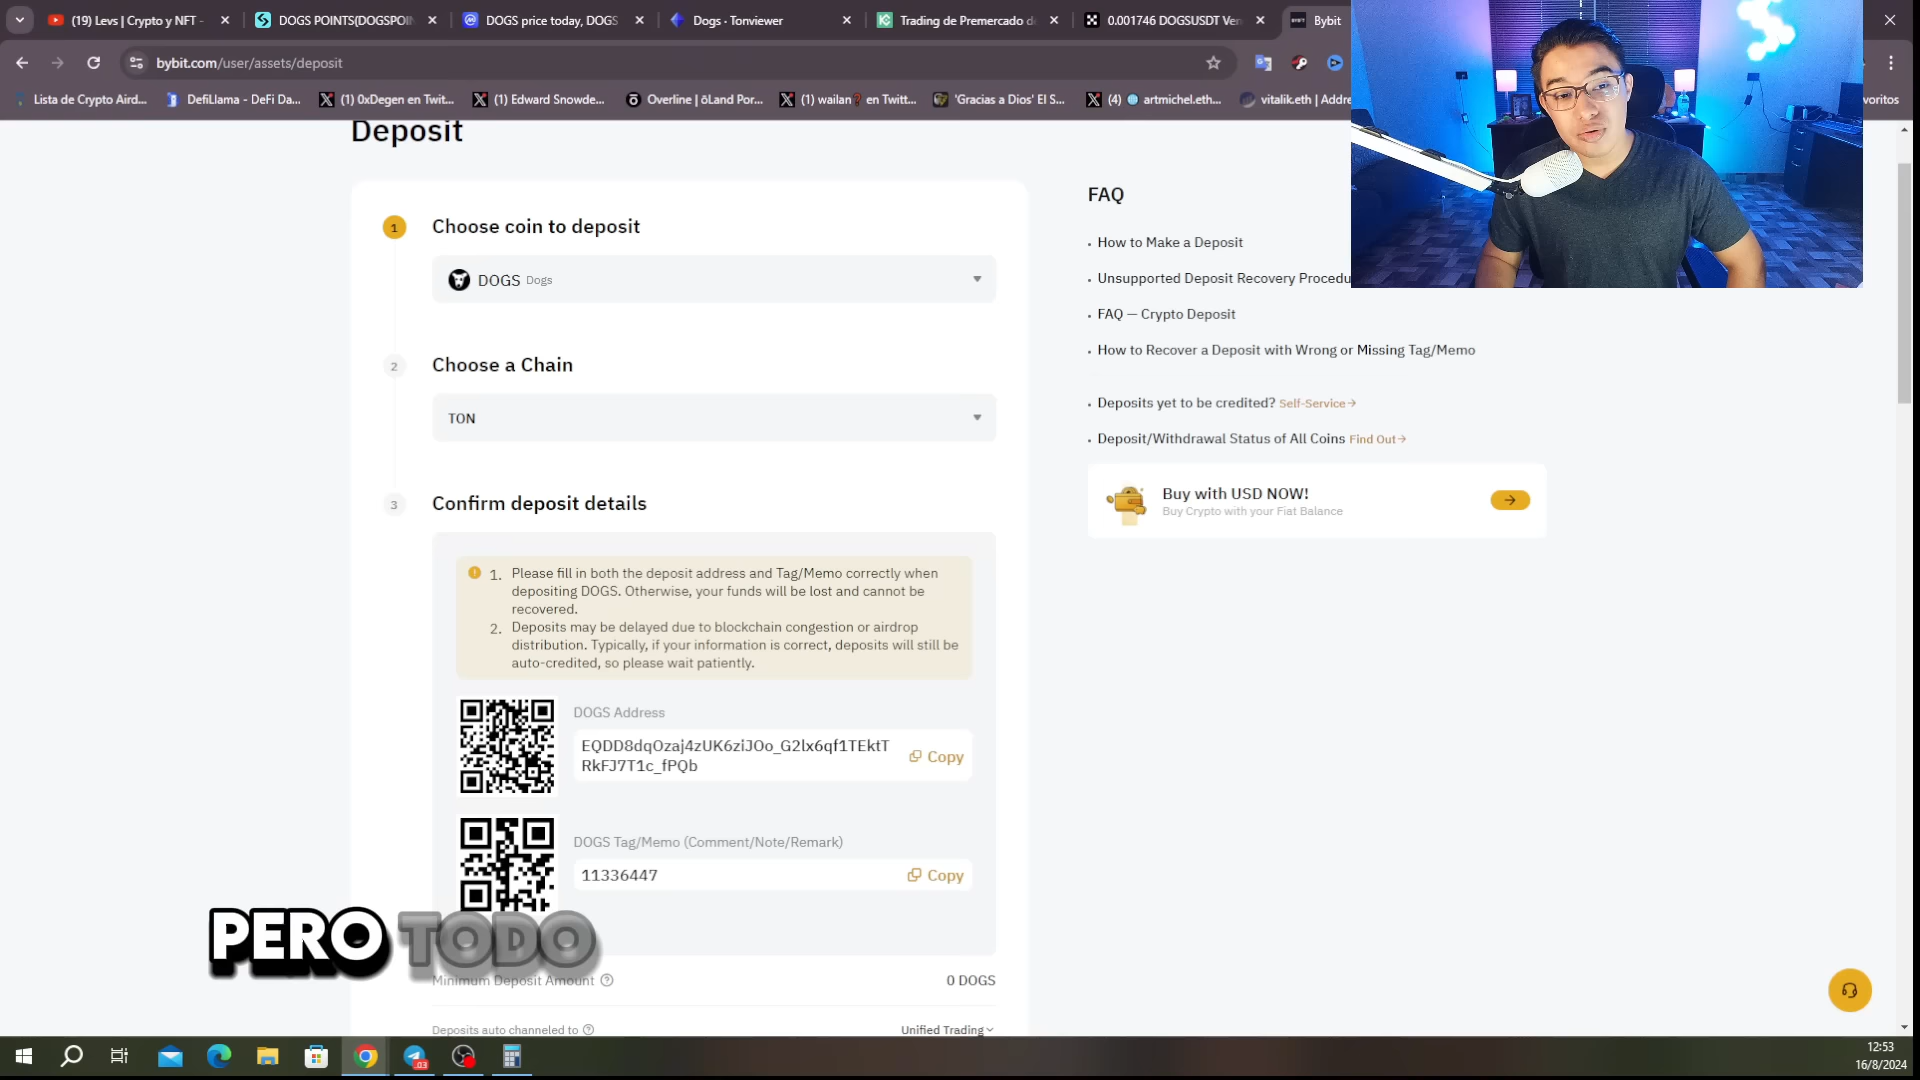 (19) Levs | Crypto y NFT -
DOGS POINTS(DOGSPOIN
DOGS price today, DOGS
Dogs · Tonviewer
Trading de Premercado d
0.001746 DOGSUSDT Ven
Bybit
bybit.com/user/assets/deposit
Lista de Crypto Aird...
DefiLlama - DeFi Da...
(1) 0xDegen en Twit...
(1) Edward Snowde...
Overline | ōLand Por...
(1) wailan❓ en Twitt...
'Gracias a Dios' El S...
(4) 🌐 artmichel.eth...
vitalik.eth | Addre
avoritos
Deposit
1
Choose coin to deposit
DOGS Dogs
2
Choose a Chain
TON
3
Confirm deposit details
1. Please fill in both the deposit address and Tag/Memo correctly when
depositing DOGS. Otherwise, your funds will be lost and cannot be
recovered.
2. Deposits may be delayed due to blockchain congestion or airdrop
distribution. Typically, if your information is correct, deposits will still be
auto-credited, so please wait patiently.
DOGS Address
EQDD8dqOzaj4zUK6ziJOo_G2lx6qf1TEktT
RkFJ7T1c_fPQb
Copy
DOGS Tag/Memo (Comment/Note/Remark)
11336447
Copy
PERO TODO
Minimum Deposit Amount
0 DOGS
Deposits auto channeled to
Unified Trading
FAQ
How to Make a Deposit
Unsupported Deposit Recovery Procedu
FAQ — Crypto Deposit
How to Recover a Deposit with Wrong or Missing Tag/Memo
Deposits yet to be credited? Self-Service
Deposit/Withdrawal Status of All Coins Find Out
Buy with USD NOW!
Buy Crypto with your Fiat Balance
12:53
16/8/2024